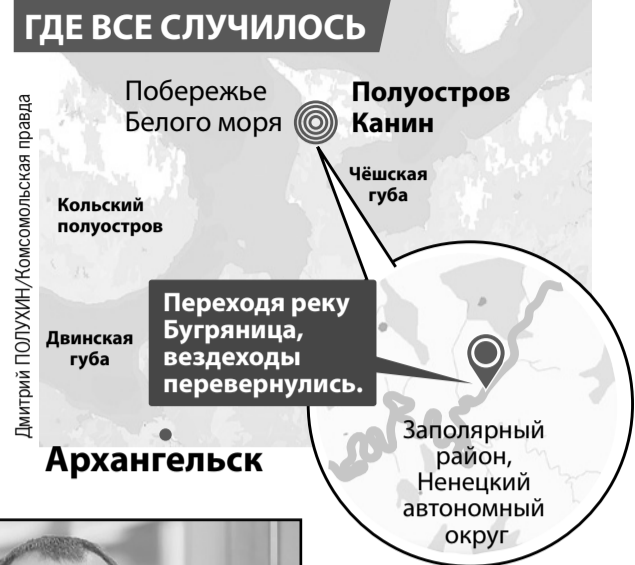 ГДЕ ВСЕ СЛУЧИЛОСЬ
Побережье
Белого моря
Полуостров
Канин
Чёшская
губа
Кольский
полуостров
Двинская
губа
Переходя реку
Бугряница,
вездеходы
перевернулись.
Архангельск
Заполярный
район,
Ненецкий
автономный
округ
Дмитрий ПОЛУХИН/Комсомольская правда